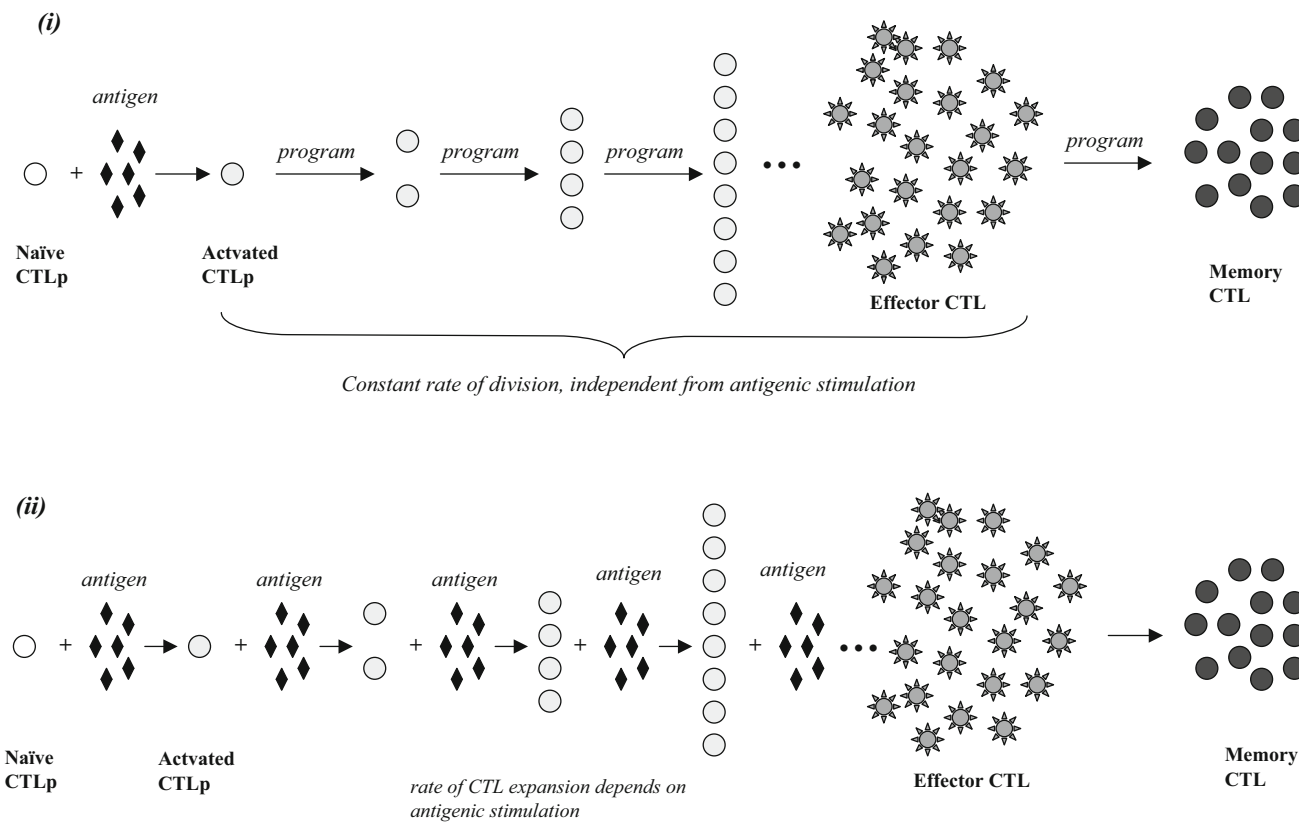 (i)
antigen
+
program
program
program
...
program
Naïve
CTLp
Actvated
CTLp
Effector CTL
Memory
CTL
Constant rate of division, independent from antigenic stimulation
(ii)
antigen
antigen
antigen
antigen
antigen
+
+
+
+
+
...
Naïve
CTLp
Actvated
CTLp
rate of CTL expansion depends on
antigenic stimulation
Effector CTL
Memory
CTL